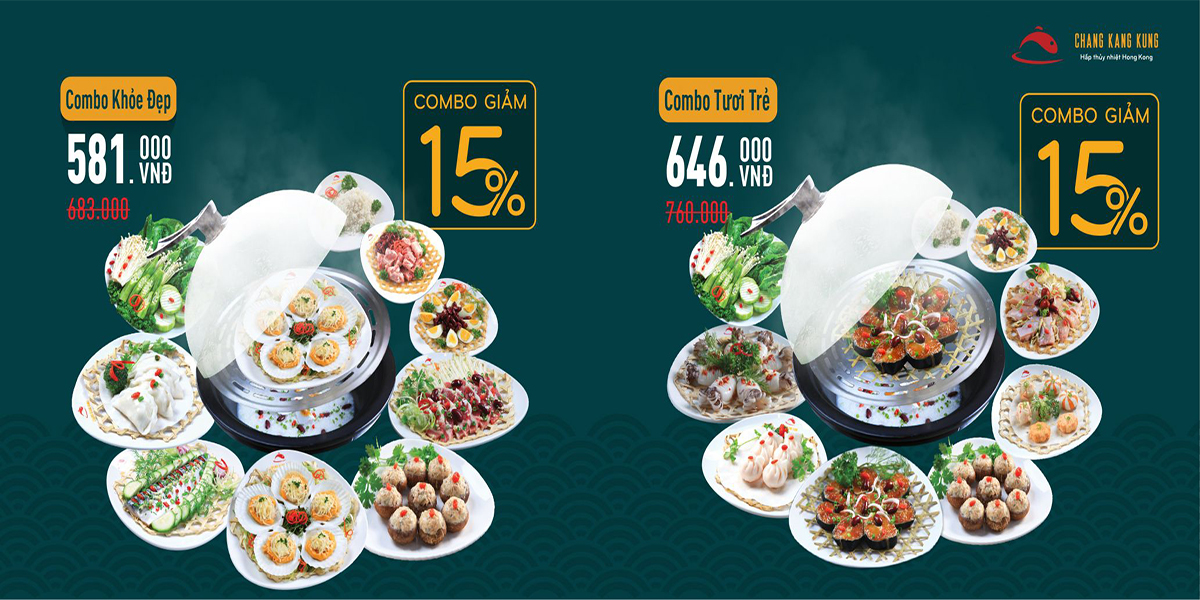 CHANG KANG KUNG
Hấp thủy nhiệt Hong Kong
Combo Khỏe Đẹp
581.000 VNĐ
683.000
COMBO GIẢM
15%
Combo Tươi Trẻ
646.000 VNĐ
760.000
COMBO GIẢM
15%